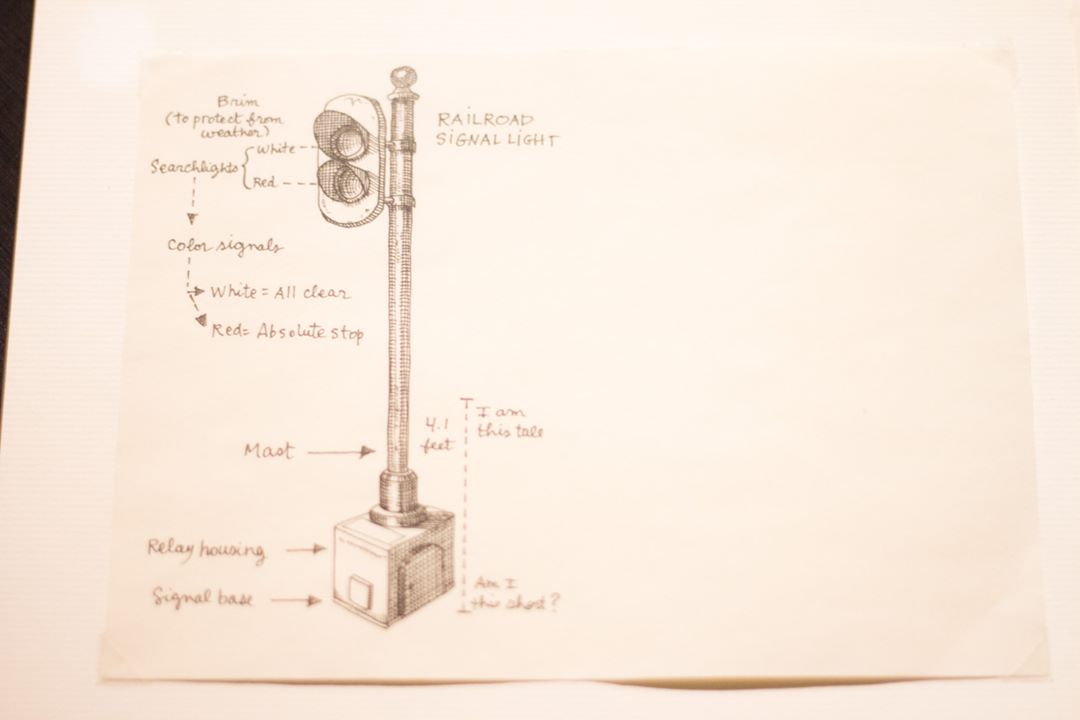 RAILROAD
SIGNAL LIGHT
Brim
(to protect from
weather)
Searchlights
White
Red
Color signals
White = All clear
Red = Absolute stop
4.1
feet
I am
this tale
Mast
Relay housing
Signal base
Am I
this short?